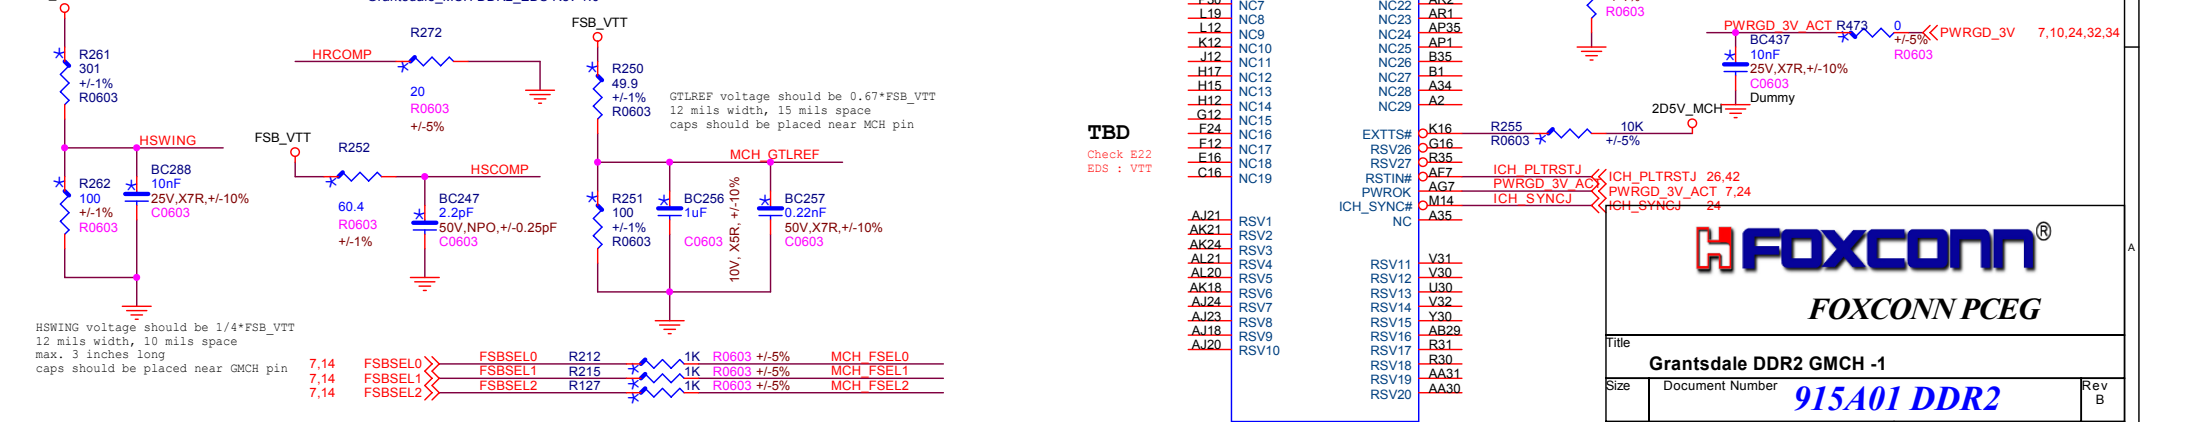 R261
301
+/-1%
R0603
HSWING
R262
100
+/-1%
R0603
BC288
10nF
25V,X7R,+/-10%
C0603
HSWING voltage should be 1/4*FSB_VTT
12 mils width, 10 mils space
max. 3 inches long
caps should be placed near GMCH pin
HRCOMP
R272
20
R0603
+/-5%
FSB_VTT
R252
60.4
R0603
+/-1%
HSCOMP
BC247
2.2pF
50V,NPO,+/-0.25pF
C0603
FSB_VTT
R250
49.9
+/-1%
R0603
GTLREF voltage should be 0.67*FSB_VTT
12 mils width, 15 mils space
caps should be placed near MCH pin
MCH_GTLREF
R251
100
+/-1%
R0603
BC256
1uF
C0603
10V, X5R, +/-10%
BC257
0.22nF
50V,X7R,+/-10%
C0603
7,14 FSBSEL0 FSBSEL0 R212 1K R0603 +/-5% MCH_FSEL0
7,14 FSBSEL1 FSBSEL1 R215 1K R0603 +/-5% MCH_FSEL1
7,14 FSBSEL2 FSBSEL2 R127 1K R0603 +/-5% MCH_FSEL2
TBD
Check E22
EDS : VTT
NC7
L19 NC8
L12 NC9
K12 NC10
J12 NC11
H17 NC12
H15 NC13
H12 NC14
G12 NC15
F24 NC16
F12 NC17
E16 NC18
C16 NC19
AJ21 RSV1
AK21 RSV2
AK24 RSV3
AL21 RSV4
AL20 RSV5
AK18 RSV6
AJ24 RSV7
AJ23 RSV8
AJ18 RSV9
AJ20 RSV10
NC22
NC23 AR1
NC24 AP35
NC25 AP1
NC26 B35
NC27 B1
NC28 A34
NC29 A2
EXTTS# K16
RSV26 G16
RSV27 R35
RSTIN# AF7
PWROK AG7
ICH_SYNC# M14
NC A35
RSV11 V31
RSV12 V30
RSV13 U30
RSV14 V32
RSV15 Y30
RSV16 AB29
RSV17 R31
RSV18 R30
RSV19 AA31
RSV20 AA30
R0603
PWRGD_3V_ACT R473 0 PWRGD_3V 7,10,24,32,34
+/-5%
R0603
BC437
10nF
25V,X7R,+/-10%
C0603
Dummy
2D5V_MCH
R255 10K
R0603 +/-5%
ICH_PLTRSTJ ICH_PLTRSTJ 26,42
PWRGD_3V_ACT PWRGD_3V_ACT 7,24
ICH_SYNCJ ICH_SYNCJ 24
FOXCONN®
A
FOXCONN PCEG
Title
Grantsdale DDR2 GMCH -1
Size Document Number Rev
915A01 DDR2 B